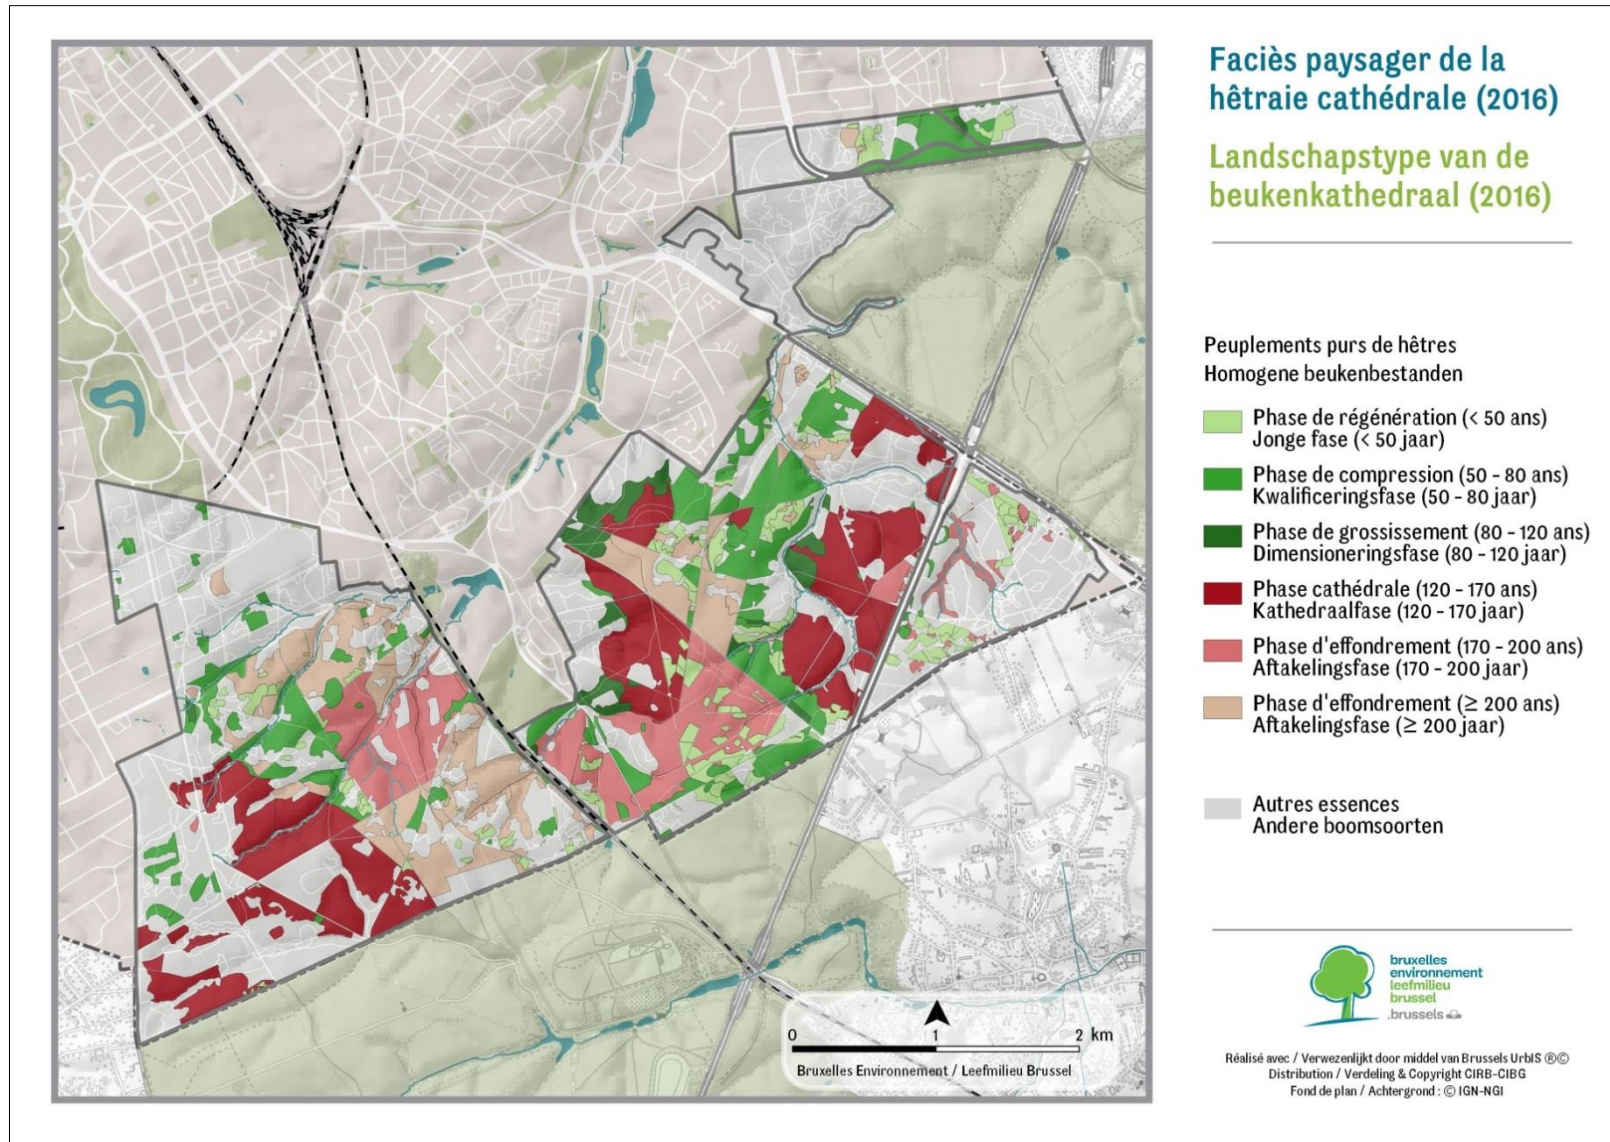 Faciès paysager de la
hêtraie cathédrale (2016)
Landschapstype van de
beukenkathedraal (2016)
Peuplements purs de hêtres
Homogene beukenbestanden
Phase de régénération (< 50 ans)
Jonge fase (< 50 jaar)
Phase de compression (50 - 80 ans)
Kwalificeringsfase (50 - 80 jaar)
Phase de grossissement (80 - 120 ans)
Dimensioneringsfase (80 - 120 jaar)
Phase cathédrale (120 - 170 ans)
Kathedraalfase (120 - 170 jaar)
Phase d'effondrement (170 - 200 ans)
Aftakelingsfase (170 - 200 jaar)
Phase d'effondrement (≥ 200 ans)
Aftakelingsfase (≥ 200 jaar)
Autres essences
Andere boomsoorten
bruxelles
environnement
leefmilieu
brussel
.brussels
Réalisé avec / Verwezenlijkt door middel van Brussels UrbIS ®©
Distribution / Verdeling & Copyright CIRB-CIBG
Fond de plan / Achtergrond : © IGN-NGI
0 1 2 km
Bruxelles Environnement / Leefmilieu Brussel